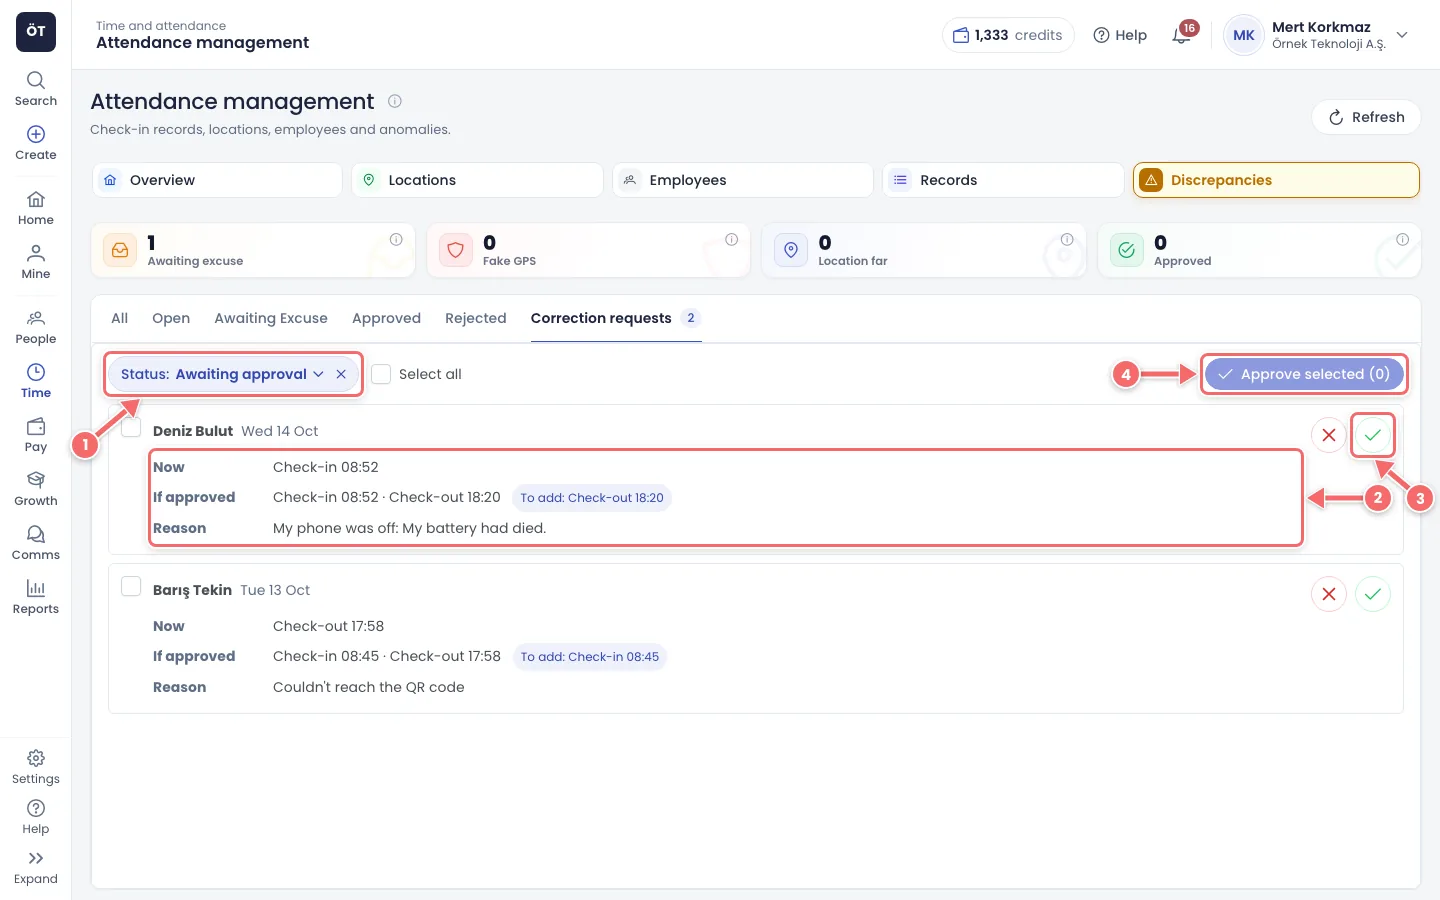 ÖT
Time and attendance
Attendance management
1,333 credits
Help
16
MK
Mert Korkmaz
Örnek Teknoloji A.Ş.
Search
Create
Home
Mine
People
Time
Pay
Growth
Comms
Reports
Settings
Help
Expand
Attendance management
Check-in records, locations, employees and anomalies.
Refresh
Overview
Locations
Employees
Records
Discrepancies
1
Awaiting excuse
0
Fake GPS
0
Location far
0
Approved
All
Open
Awaiting Excuse
Approved
Rejected
Correction requests 2
Status: Awaiting approval
Select all
4
Approve selected (0)
1
Deniz Bulut Wed 14 Oct
Now Check-in 08:52
If approved Check-in 08:52 · Check-out 18:20 To add: Check-out 18:20
2
3
Reason My phone was off: My battery had died.
Barış Tekin Tue 13 Oct
Now Check-out 17:58
If approved Check-in 08:45 · Check-out 17:58 To add: Check-in 08:45
Reason Couldn't reach the QR code